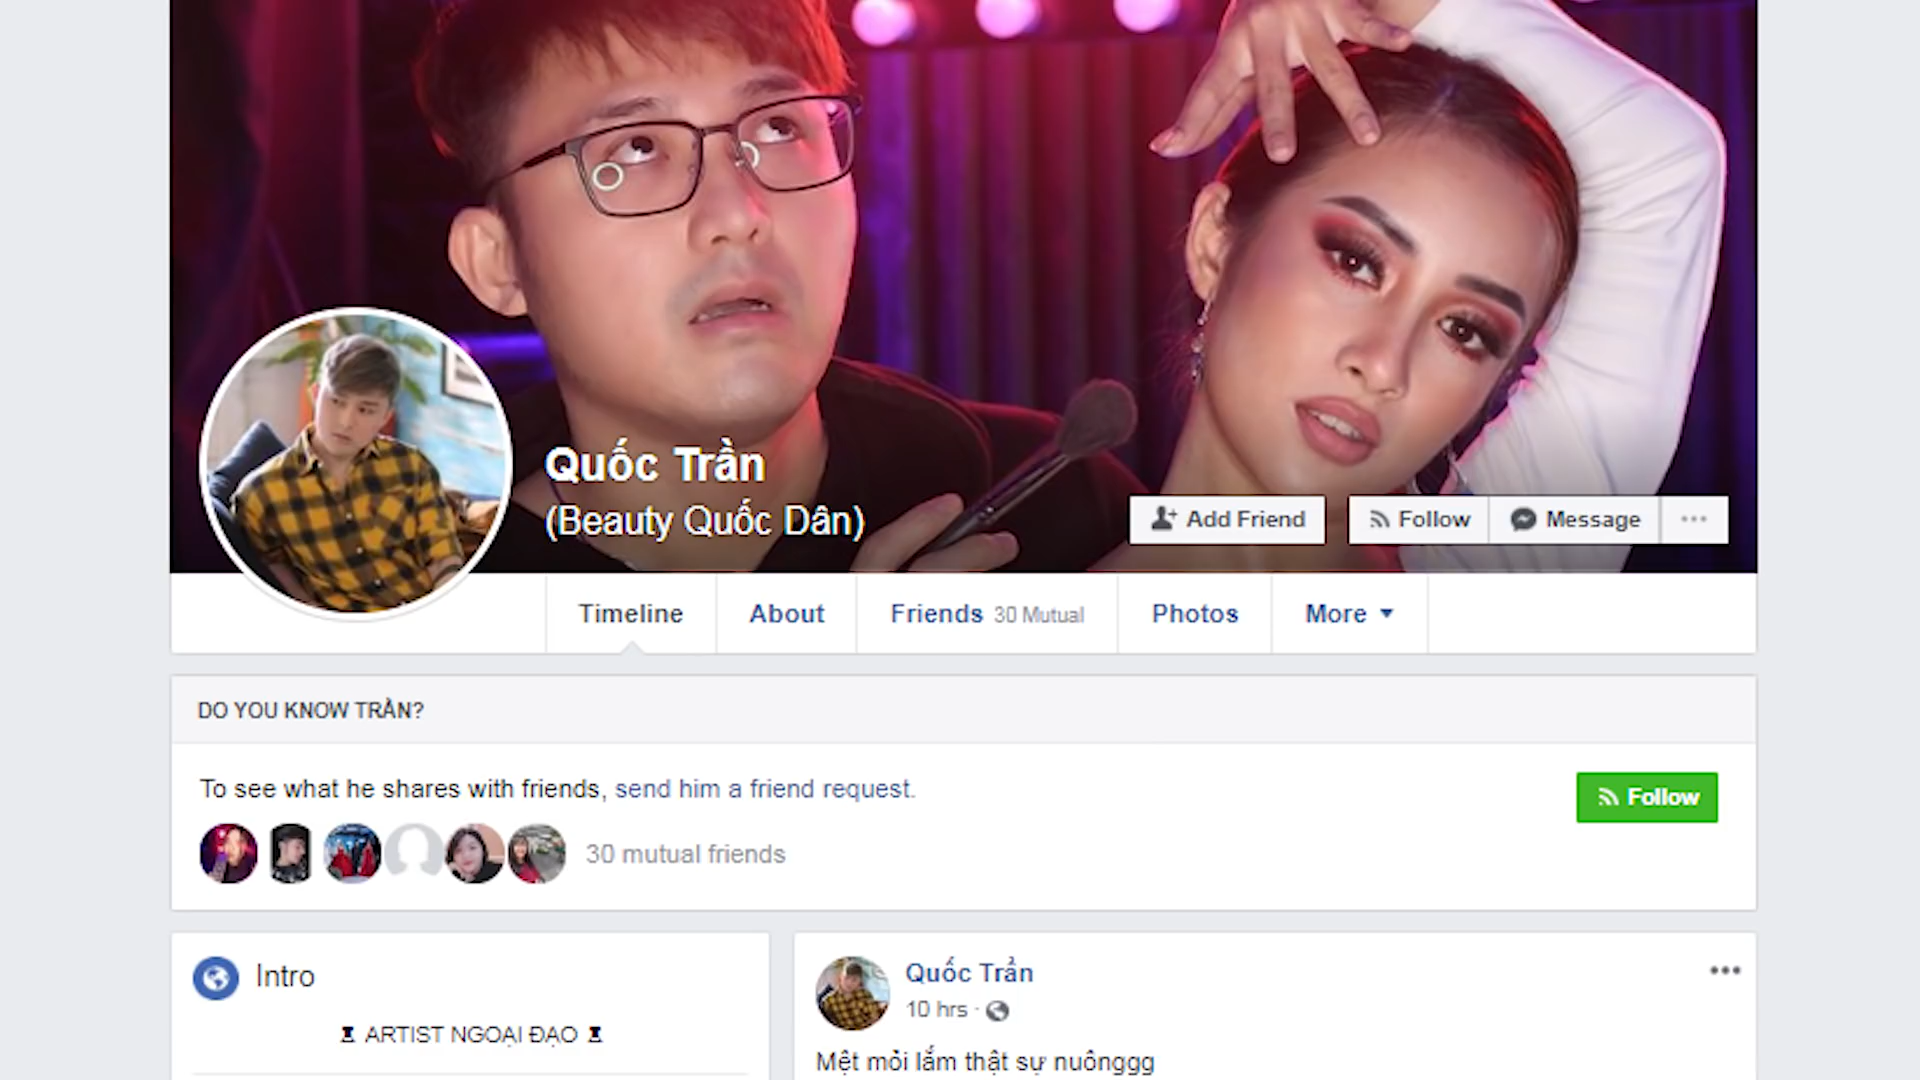 Quốc Trần
(Beauty Quốc Dân)
Add Friend
Follow
Message
Timeline
About
Friends 30 Mutual
Photos
More
DO YOU KNOW TRẦN?
To see what he shares with friends, send him a friend request.
Follow
30 mutual friends
Intro
ARTIST NGOẠI ĐẠO
Quốc Trần
10 hrs ·
Mệt mỏi lắm thật sự nuônggg